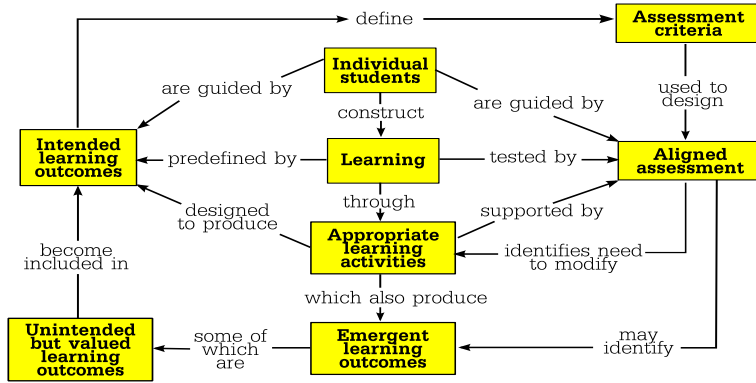 define
Assessment
criteria
Individual
students
are guided by
construct
are guided by
used to
design
Intended
learning
outcomes
predefined by
Learning
tested by
Aligned
assessment
designed
to produce
through
supported by
Appropriate
learning
activities
identifies need
to modify
become
included in
which also produce
Unintended
but valued
learning
outcomes
some of
which
are
Emergent
learning outcomes
may
identify